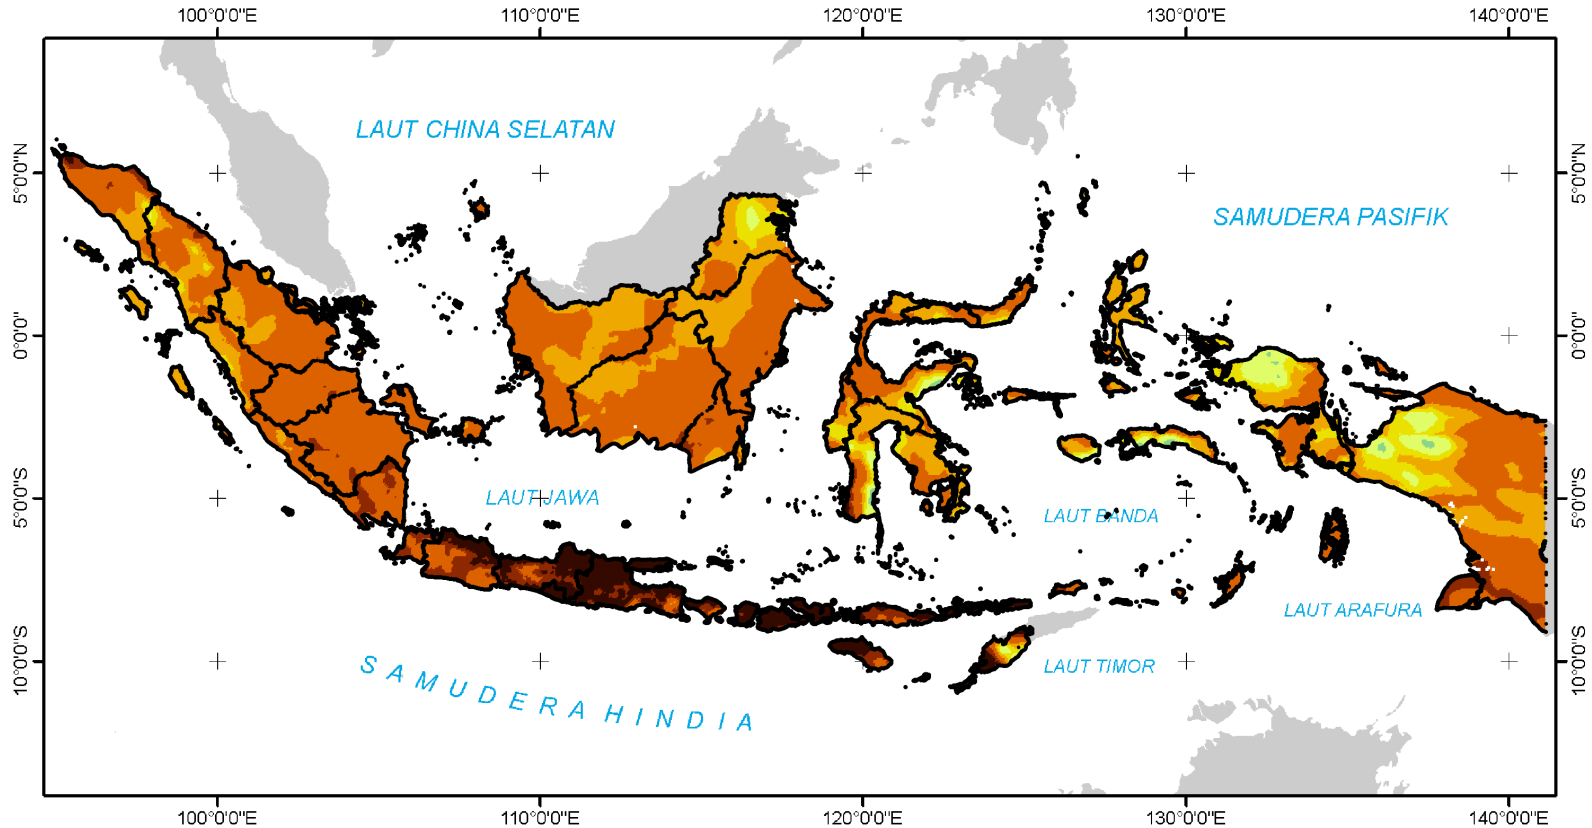 100°0'0"E 110°0'0"E 120°0'0"E 130°0'0"E 140°0'0"E
LAUT CHINA SELATAN
5°0'0"N 5°0'0"N
SAMUDERA PASIFIK
0°0'0" 0°0'0"
LAUT JAWA
5°0'0"S 5°0'0"S
LAUT BANDA
LAUT ARAFURA
10°0'0"S 10°0'0"S
LAUT TIMOR
SAMUDERA HINDIA
100°0'0"E 110°0'0"E 120°0'0"E 130°0'0"E 140°0'0"E